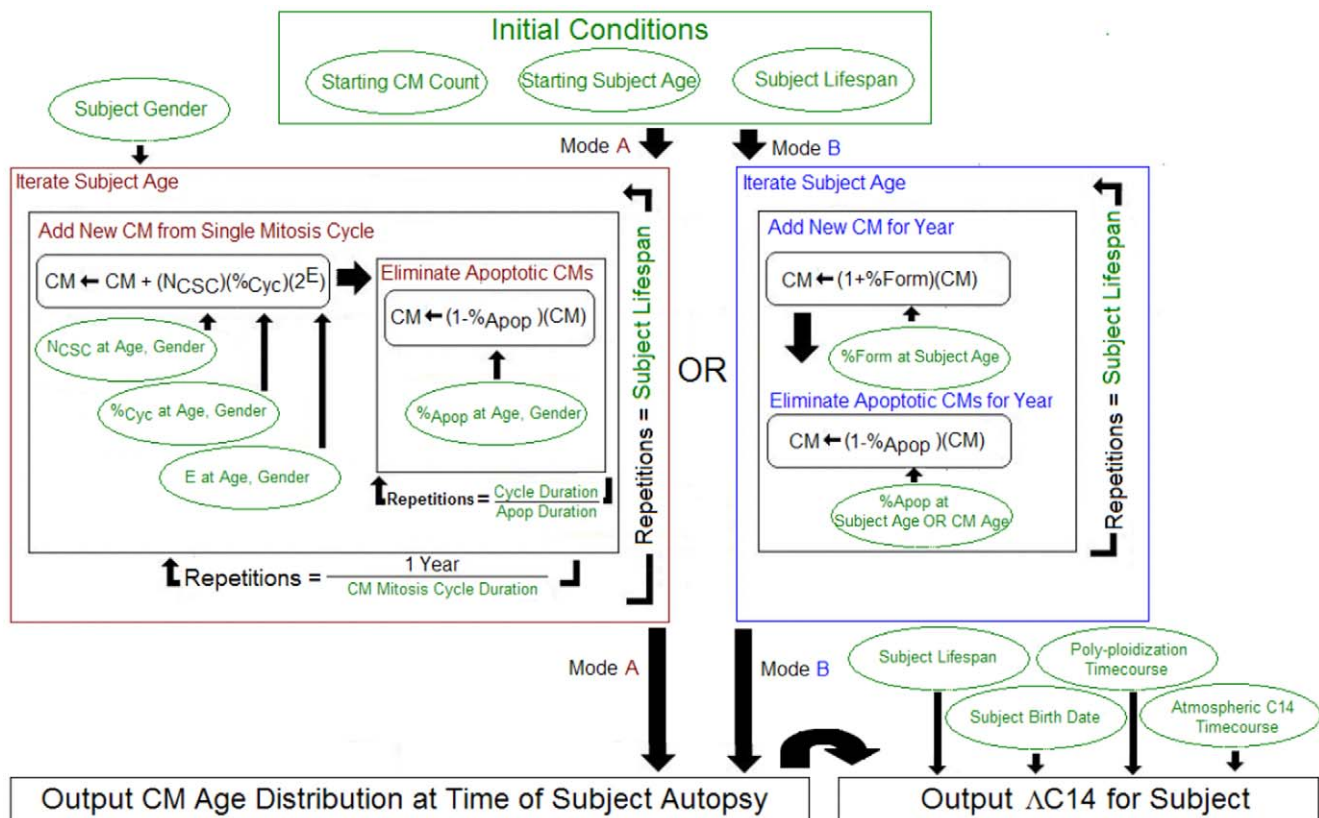 Initial Conditions
Starting CM Count
Starting Subject Age
Subject Lifespan
Subject Gender
Mode A
Mode B
Iterate Subject Age
Add New CM from Single Mitosis Cycle
CM ← CM + (NCSC)(%Cyc)(2E)
NCSC at Age, Gender
%Cyc at Age, Gender
E at Age, Gender
Eliminate Apoptotic CMs
CM ← (1-%Apop )(CM)
%Apop at Age, Gender
Repetitions = Cycle Duration
Apop Duration
Repetitions = 1 Year
CM Mitosis Cycle Duration
Repetitions = Subject Lifespan
OR
Iterate Subject Age
Add New CM for Year
CM ← (1+%Form)(CM)
%Form at Subject Age
Eliminate Apoptotic CMs for Year
CM ← (1-%Apop )(CM)
%Apop at
Subject Age OR CM Age
Repetitions = Subject Lifespan
Mode A
Mode B
Subject Lifespan
Poly-ploidization
Timecourse
Subject Birth Date
Atmospheric C14
Timecourse
Output CM Age Distribution at Time of Subject Autopsy
Output ΛC14 for Subject